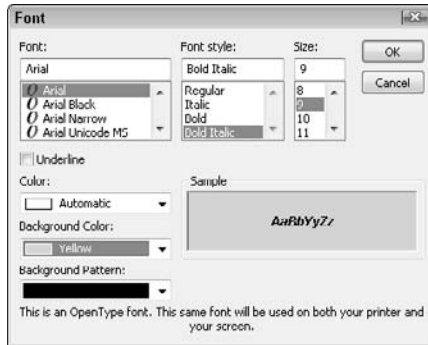 Font
Font: Font style: Size:
Arial Bold Italic 9 OK
Arial Regular 8 Cancel
Arial Black Italic 9
Arial Narrow Bold 10
Arial Unicode MS Bold Italic 11
Underline
Color: Sample
Automatic
AaBbYyZz
Background Color:
Yellow
Background Pattern:
This is an OpenType font. This same font will be used on both your printer and
your screen.